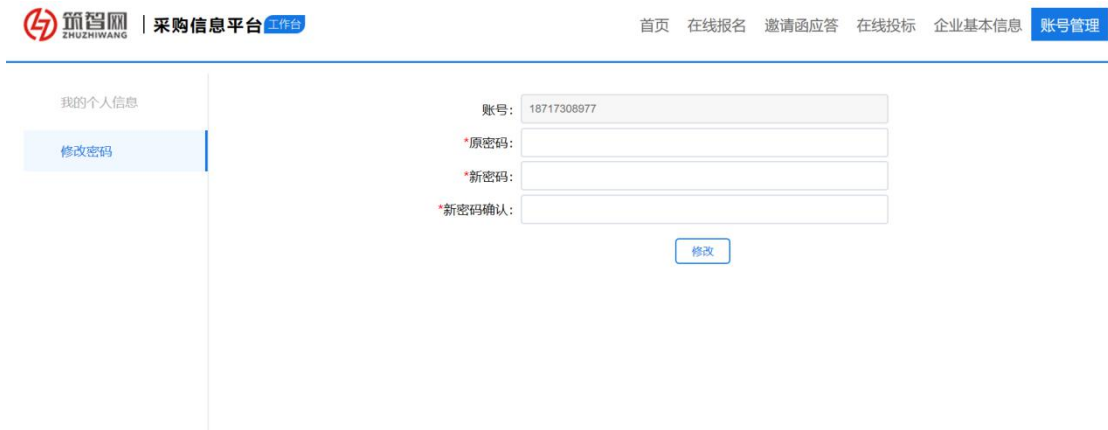 筑智网 ZHUZHIWANG 采购信息平台 工作台
首页 在线报名 邀请函应答 在线投标 企业基本信息 账号管理
我的个人信息
修改密码
账号： 18717308977
*原密码：
*新密码：
*新密码确认：
修改